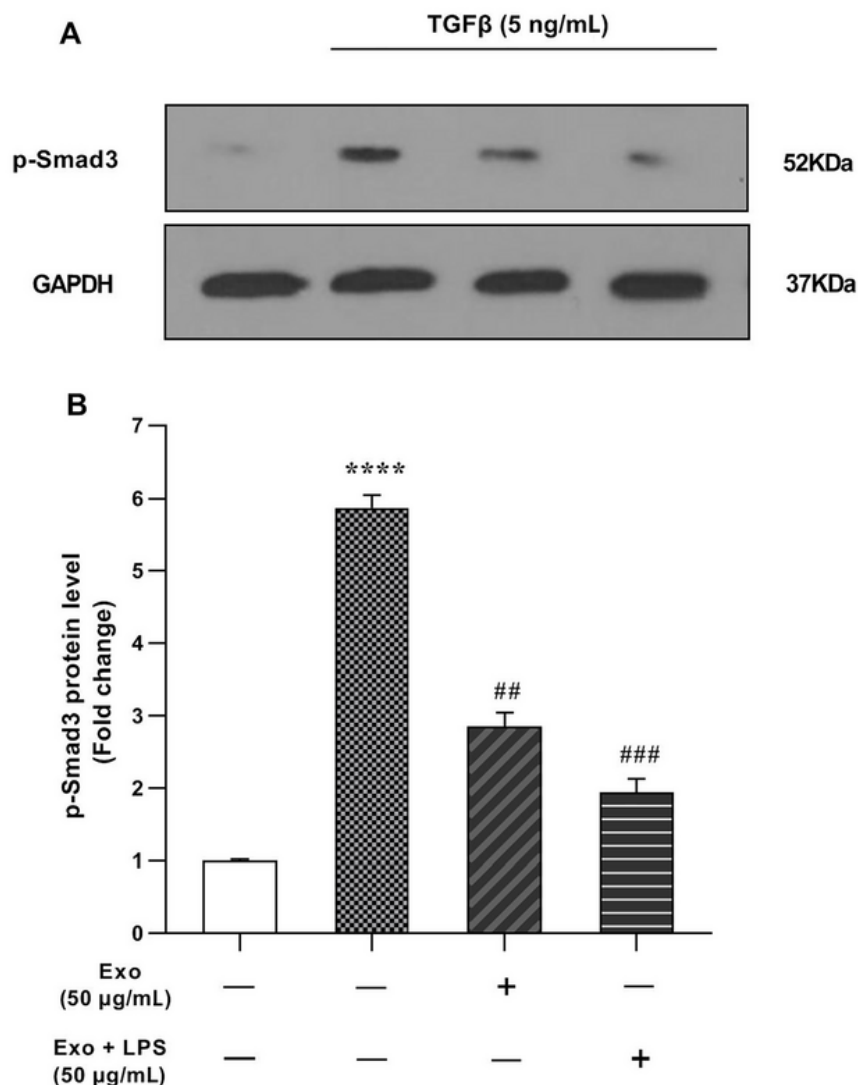 A
TGFβ (5 ng/mL)
p-Smad3
52KDa
GAPDH
37KDa
B
p-Smad3 protein level
(Fold change)
7
6
5
4
3
2
1
0
****
##
###
Exo
(50 µg/mL)
— — + —
Exo + LPS
(50 µg/mL)
— — — +